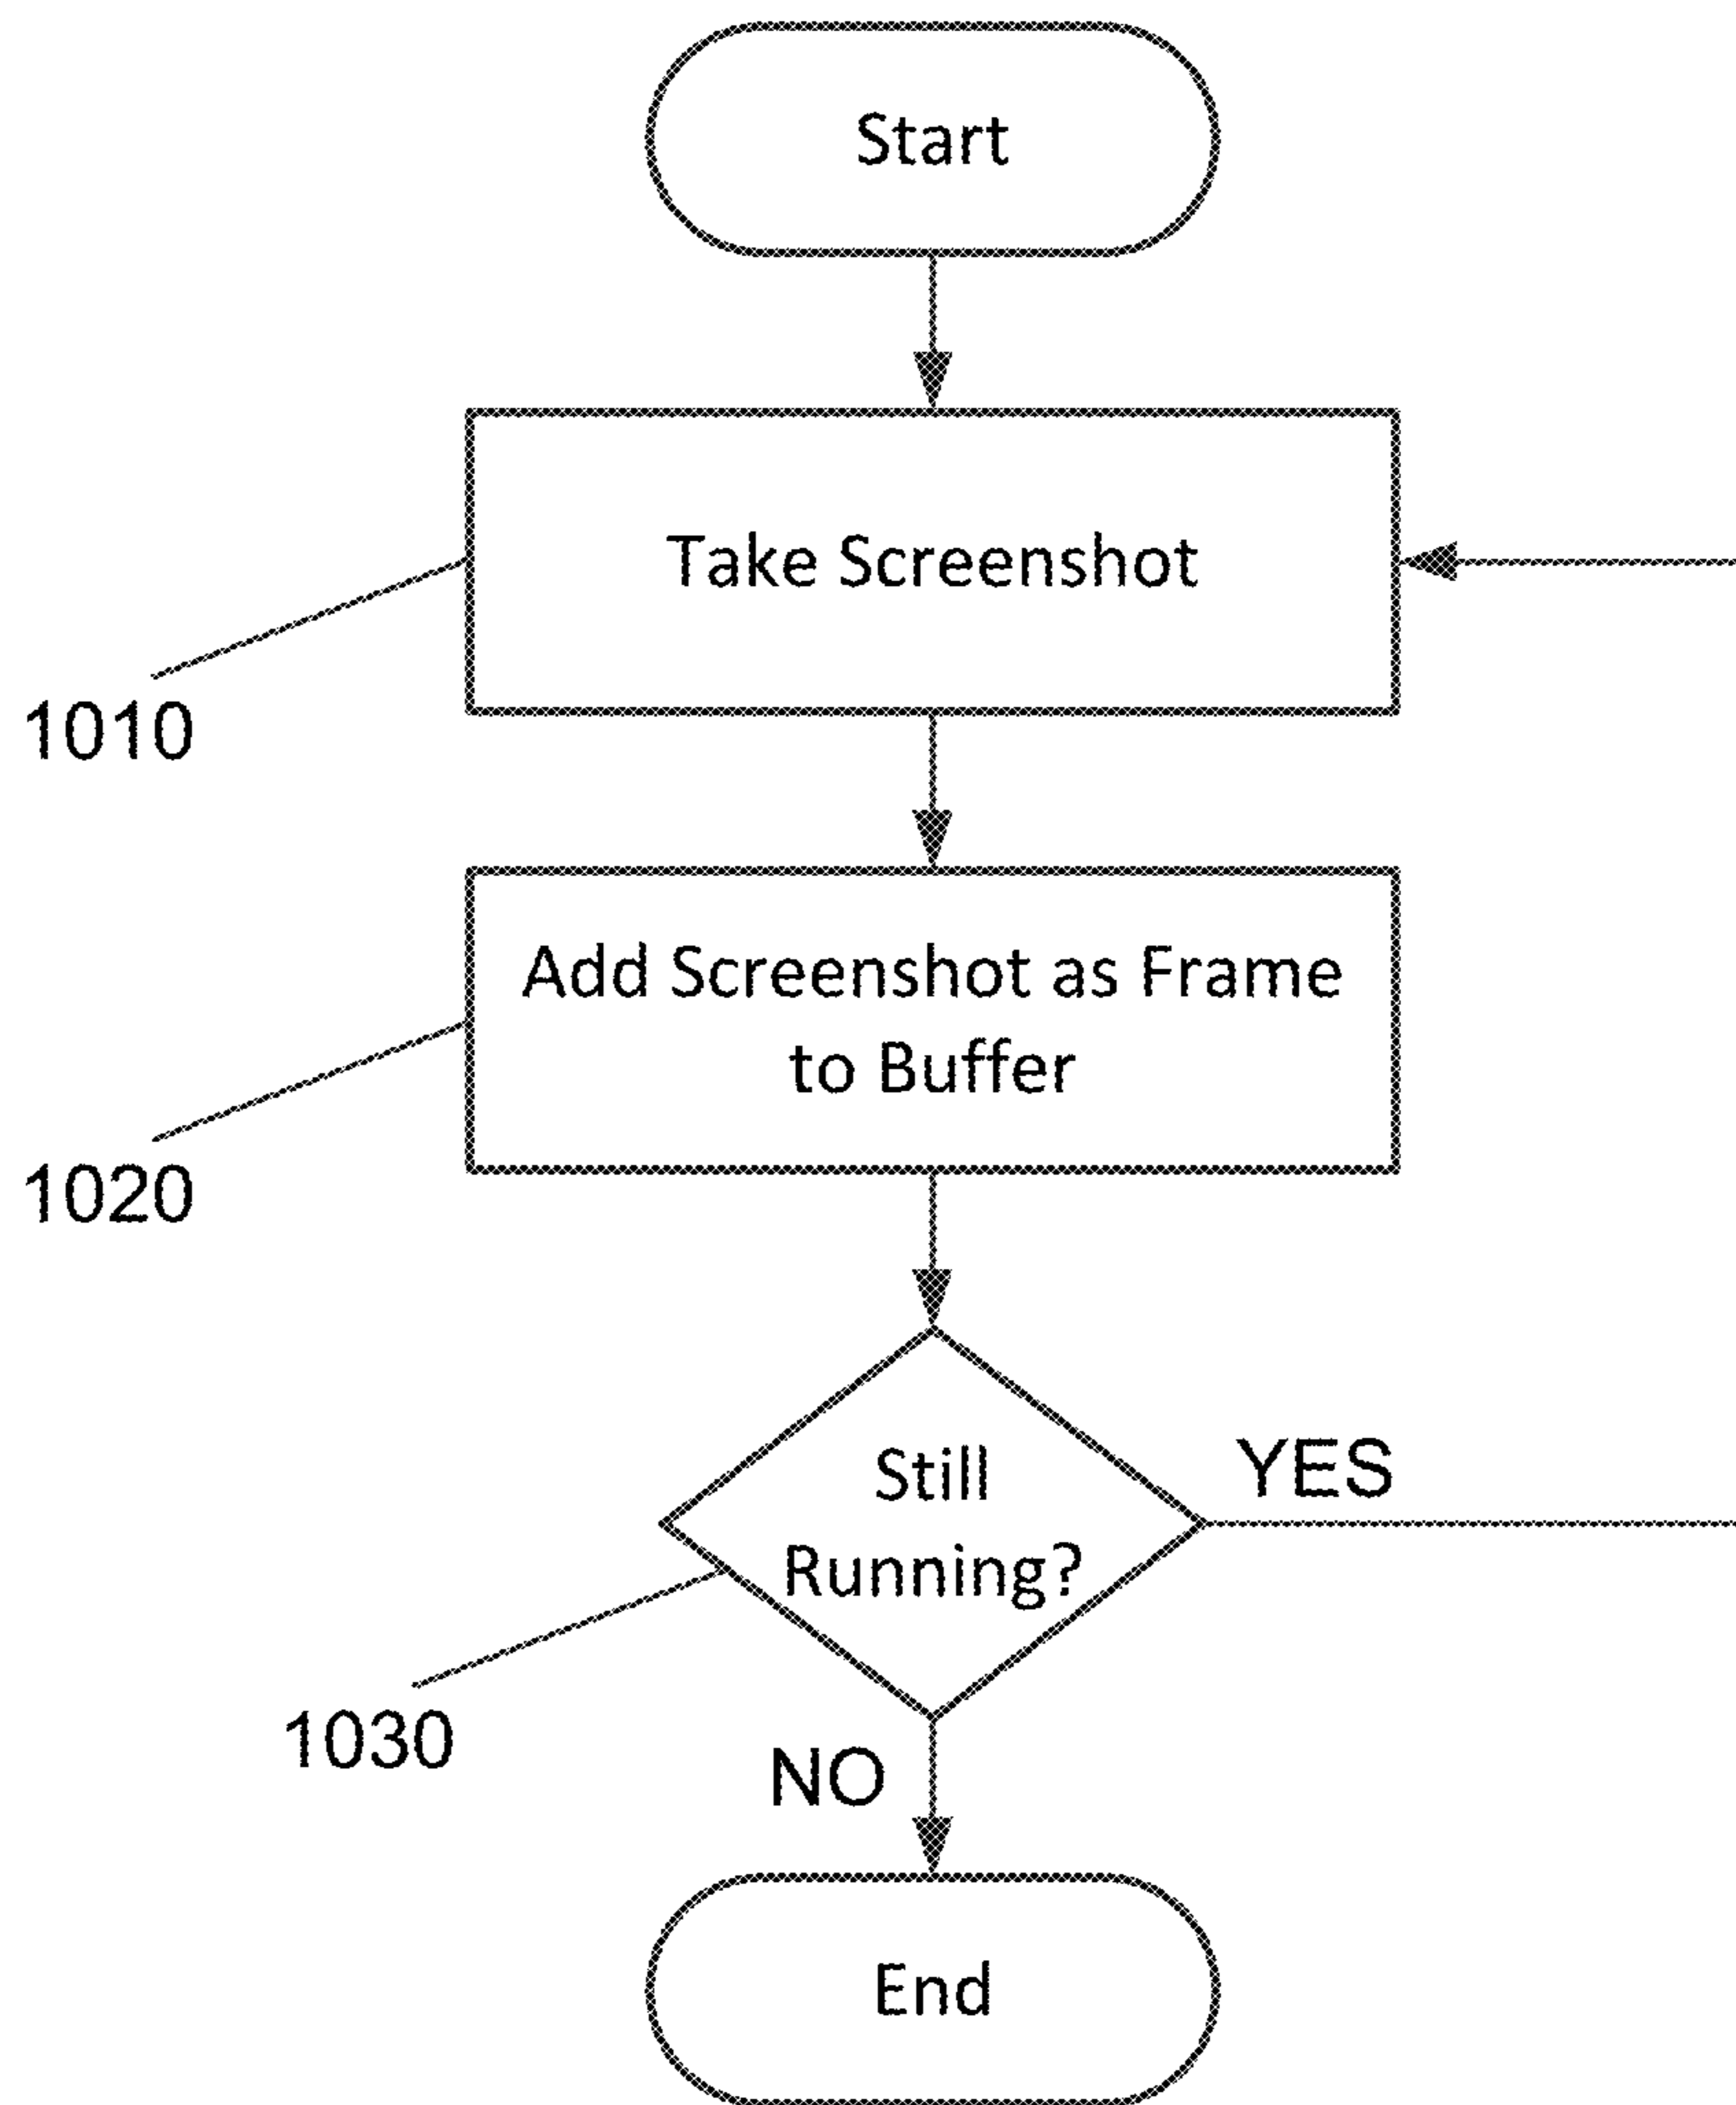 Start
Take Screenshot
1010
Add Screenshot as Frame
to Buffer
1020
Still
Running?
YES
1030
NO
End